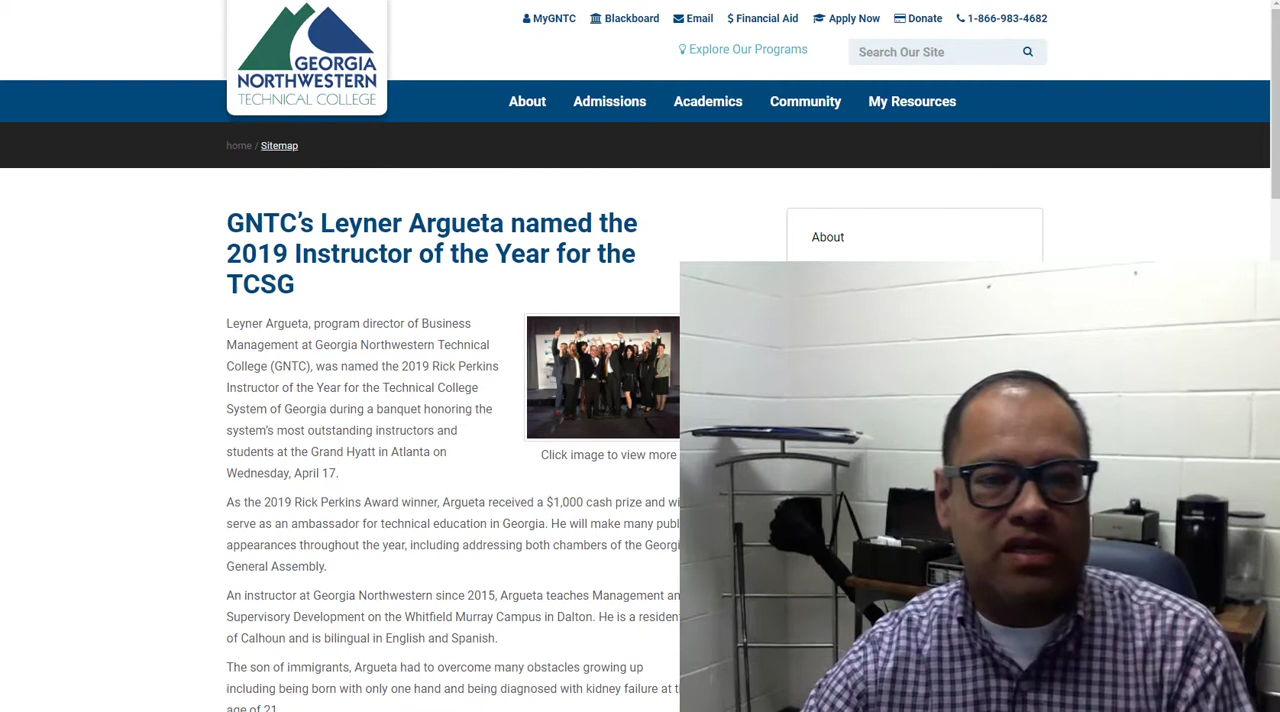 MyGNTC Blackboard Email Financial Aid Apply Now Donate 1-866-983-4682
Explore Our Programs
Search Our Site
GEORGIA
NORTHWESTERN
TECHNICAL COLLEGE
About Admissions Academics Community My Resources
home / Sitemap
GNTC’s Leyner Argueta named the
2019 Instructor of the Year for the
TCSG
About
Leyner Argueta, program director of Business
Management at Georgia Northwestern Technical
College (GNTC), was named the 2019 Rick Perkins
Instructor of the Year for the Technical College
System of Georgia during a banquet honoring the
system’s most outstanding instructors and
students at the Grand Hyatt in Atlanta on
Wednesday, April 17.
Click image to view more
As the 2019 Rick Perkins Award winner, Argueta received a $1,000 cash prize and wi
serve as an ambassador for technical education in Georgia. He will make many publ
appearances throughout the year, including addressing both chambers of the Georgi
General Assembly.
An instructor at Georgia Northwestern since 2015, Argueta teaches Management an
Supervisory Development on the Whitfield Murray Campus in Dalton. He is a resident
of Calhoun and is bilingual in English and Spanish.
The son of immigrants, Argueta had to overcome many obstacles growing up
including being born with only one hand and being diagnosed with kidney failure at t
age of 21